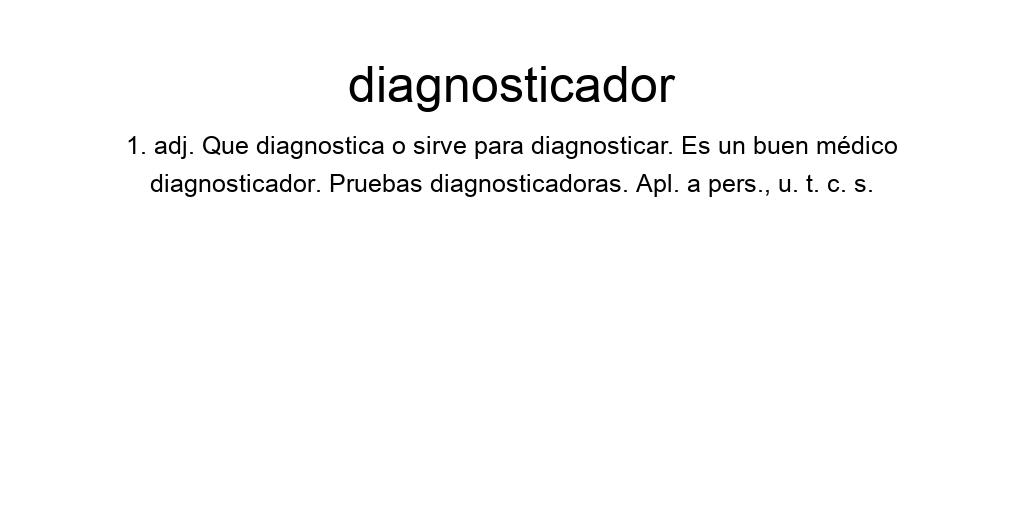 diagnosticador
1. adj. Que diagnostica o sirve para diagnosticar. Es un buen médico
diagnosticador. Pruebas diagnosticadoras. Apl. a pers., u. t. c. s.